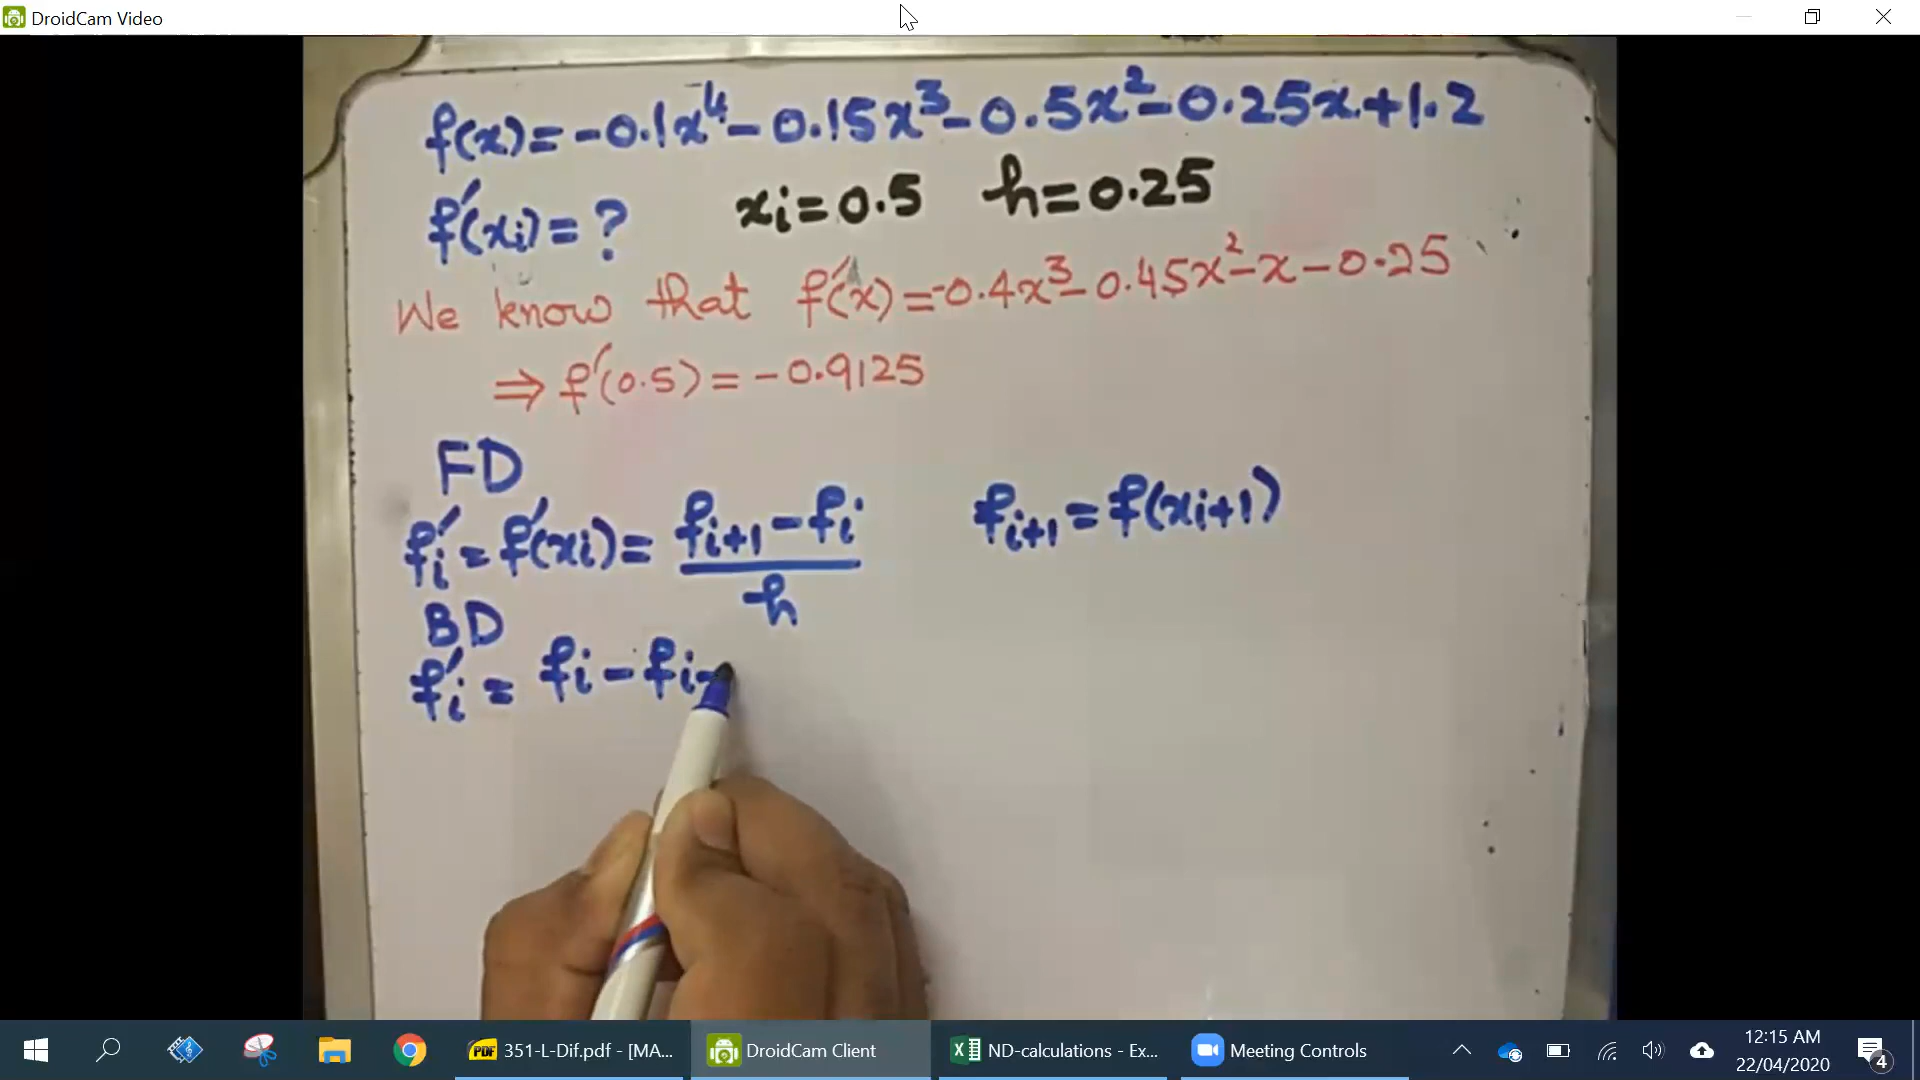 DroidCam Video
f(x) = -0.1x⁴ - 0.15x³ - 0.5x² - 0.25x + 1.2
f'(xi) = ? xi = 0.5 h = 0.25
We know that f'(x) = -0.4x³ - 0.45x² - x - 0.25
⇒ f'(0.5) = -0.9125
FD
f'i = f'(xi) = (fi+1 - fi) / h fi+1 = f(xi+1)
BD
f'i = fi - fi-
PDF 351-L-Dif.pdf - [MA... DroidCam Client ND-calculations - Ex... Meeting Controls 12:15 AM
22/04/2020 4